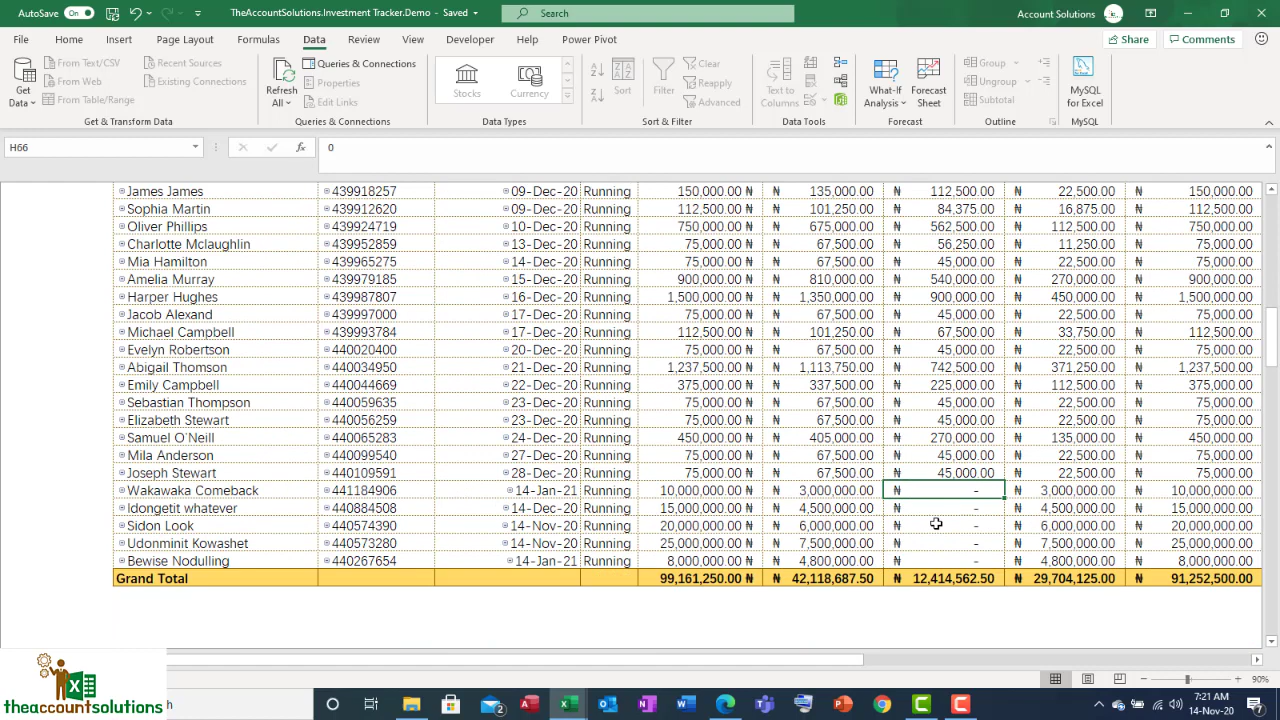 AutoSave On TheAccountSolutions.Investment Tracker.Demo - Saved Search Account Solutions
File Home Insert Page Layout Formulas Data Review View Developer Help Power Pivot Share Comments
Get Data From Text/CSV Recent Sources
From Web Existing Connections
From Table/Range
Get & Transform Data
Refresh All Queries & Connections
Properties
Edit Links
Queries & Connections
Stocks Currency
Data Types
Sort Filter Clear
Reapply
Advanced
Sort & Filter
Text to Columns
Data Tools
What-If Analysis Forecast Sheet
Forecast
Group
Ungroup
Subtotal
Outline
MySQL for Excel
MySQL
H66 fx 0
James James 439918257 09-Dec-20 Running 150,000.00 ₦ 135,000.00 ₦ 112,500.00 ₦ 22,500.00 ₦ 150,000.00
Sophia Martin 439912620 09-Dec-20 Running 112,500.00 ₦ 101,250.00 ₦ 84,375.00 ₦ 16,875.00 ₦ 112,500.00
Oliver Phillips 439924719 10-Dec-20 Running 750,000.00 ₦ 675,000.00 ₦ 562,500.00 ₦ 112,500.00 ₦ 750,000.00
Charlotte Mclaughlin 439952859 13-Dec-20 Running 75,000.00 ₦ 67,500.00 ₦ 56,250.00 ₦ 11,250.00 ₦ 75,000.00
Mia Hamilton 439965275 14-Dec-20 Running 75,000.00 ₦ 67,500.00 ₦ 45,000.00 ₦ 22,500.00 ₦ 75,000.00
Amelia Murray 439979185 15-Dec-20 Running 900,000.00 ₦ 810,000.00 ₦ 540,000.00 ₦ 270,000.00 ₦ 900,000.00
Harper Hughes 439987807 16-Dec-20 Running 1,500,000.00 ₦ 1,350,000.00 ₦ 900,000.00 ₦ 450,000.00 ₦ 1,500,000.00
Jacob Alexand 439997000 17-Dec-20 Running 75,000.00 ₦ 67,500.00 ₦ 45,000.00 ₦ 22,500.00 ₦ 75,000.00
Michael Campbell 439993784 17-Dec-20 Running 112,500.00 ₦ 101,250.00 ₦ 67,500.00 ₦ 33,750.00 ₦ 112,500.00
Evelyn Robertson 440020400 20-Dec-20 Running 75,000.00 ₦ 67,500.00 ₦ 45,000.00 ₦ 22,500.00 ₦ 75,000.00
Abigail Thomson 440034950 21-Dec-20 Running 1,237,500.00 ₦ 1,113,750.00 ₦ 742,500.00 ₦ 371,250.00 ₦ 1,237,500.00
Emily Campbell 440044669 22-Dec-20 Running 375,000.00 ₦ 337,500.00 ₦ 225,000.00 ₦ 112,500.00 ₦ 375,000.00
Sebastian Thompson 440059635 23-Dec-20 Running 75,000.00 ₦ 67,500.00 ₦ 45,000.00 ₦ 22,500.00 ₦ 75,000.00
Elizabeth Stewart 440056259 23-Dec-20 Running 75,000.00 ₦ 67,500.00 ₦ 45,000.00 ₦ 22,500.00 ₦ 75,000.00
Samuel O`Neill 440065283 24-Dec-20 Running 450,000.00 ₦ 405,000.00 ₦ 270,000.00 ₦ 135,000.00 ₦ 450,000.00
Mila Anderson 440099540 27-Dec-20 Running 75,000.00 ₦ 67,500.00 ₦ 45,000.00 ₦ 22,500.00 ₦ 75,000.00
Joseph Stewart 440109591 28-Dec-20 Running 75,000.00 ₦ 67,500.00 ₦ 45,000.00 ₦ 22,500.00 ₦ 75,000.00
Wakawaka Comeback 441184906 14-Jan-21 Running 10,000,000.00 ₦ 3,000,000.00 ₦ - ₦ 3,000,000.00 ₦ 10,000,000.00
Idongetit whatever 440884508 14-Dec-20 Running 15,000,000.00 ₦ 4,500,000.00 ₦ - ₦ 4,500,000.00 ₦ 15,000,000.00
Sidon Look 440574390 14-Nov-20 Running 20,000,000.00 ₦ 6,000,000.00 ₦ - ₦ 6,000,000.00 ₦ 20,000,000.00
Udonminit Kowashet 440573280 14-Nov-20 Running 25,000,000.00 ₦ 7,500,000.00 ₦ - ₦ 7,500,000.00 ₦ 25,000,000.00
Bewise Nodulling 440267654 14-Jan-21 Running 8,000,000.00 ₦ 4,800,000.00 ₦ - ₦ 4,800,000.00 ₦ 8,000,000.00
Grand Total 99,161,250.00 ₦ 42,118,687.50 ₦ 12,414,562.50 ₦ 29,704,125.00 ₦ 91,252,500.00
90%
theaccountsolutions
h
2
7:21 AM
14-Nov-20